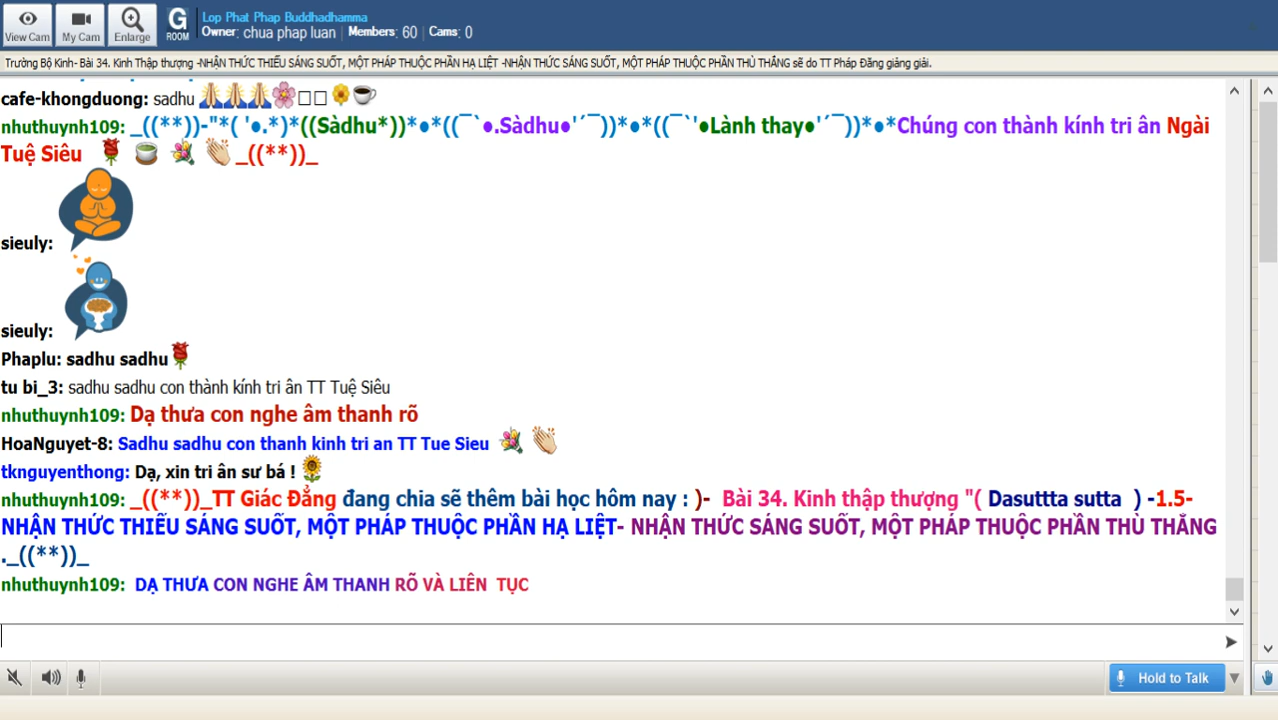 View Cam
My Cam
Enlarge
G
ROOM
Lop Phat Phap Buddhadhamma
Owner: chua phap luan | Members: 60 | Cams: 0
Trường Bộ Kinh- Bài 34. Kinh Thập thượng -NHẬN THỨC THIẾU SÁNG SUỐT, MỘT PHÁP THUỘC PHẦN HẠ LIỆT -NHẬN THỨC SÁNG SUỐT, MỘT PHÁP THUỘC PHẦN THÙ THẮNG sẽ do TT Pháp Đăng giảng giải.
cafe-khongduong: sadhu 🙏🙏🙏🌸□□🌼☕
nhuthuynh109: _((**))-"*( '●.*)*((Sàdhu*))*●*((¯`●.Sàdhu●'´¯))*●*((¯`'●Lành thay●'´¯))*●*Chúng con thành kính tri ân Ngài
Tuệ Siêu 🌹 🍵 💐 👏 _((**))_
sieuly:
sieuly:
Phaplu: sadhu sadhu🌹
tu bi_3: sadhu sadhu con thành kính tri ân TT Tuệ Siêu
nhuthuynh109: Dạ thưa con nghe âm thanh rõ
HoaNguyet-8: Sadhu sadhu con thanh kinh tri an TT Tue Sieu 💐 👏
tknguyenthong: Dạ, xin tri ân sư bá ! 🌻
nhuthuynh109: _((**))_TT Giác Đẳng đang chia sẽ thêm bài học hôm nay : )- Bài 34. Kinh thập thượng "( Dasuttta sutta ) -1.5-
NHẬN THỨC THIẾU SÁNG SUỐT, MỘT PHÁP THUỘC PHẦN HẠ LIỆT- NHẬN THỨC SÁNG SUỐT, MỘT PHÁP THUỘC PHẦN THÙ THẮNG
._((**))_
nhuthuynh109: DẠ THƯA CON NGHE ÂM THANH RÕ VÀ LIÊN TỤC
Hold to Talk